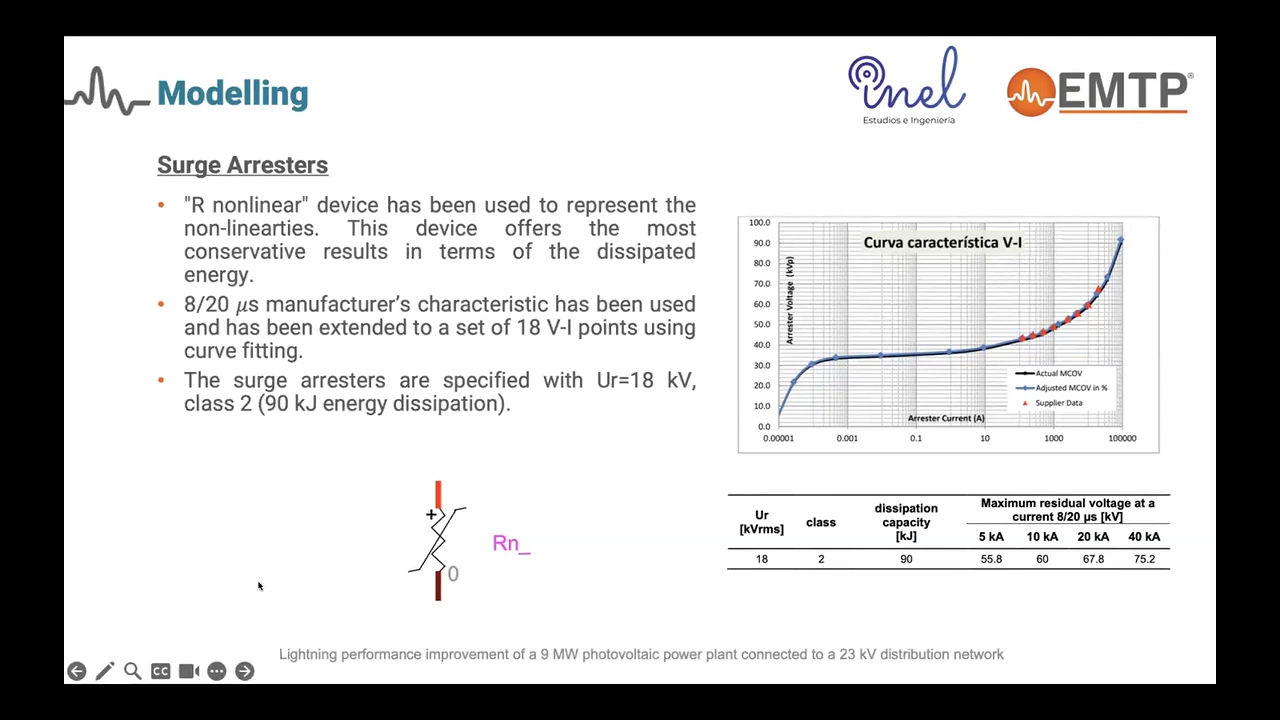 Modelling
inel
Estudios e Ingeniería
EMTP®
Surge Arresters
• "R nonlinear" device has been used to represent the
non-linearties. This device offers the most
conservative results in terms of the dissipated
energy.
• 8/20 µs manufacturer's characteristic has been used
and has been extended to a set of 18 V-I points using
curve fitting.
• The surge arresters are specified with Ur=18 kV,
class 2 (90 kJ energy dissipation).
+
Rn_
0
Curva característica V-I
Arrester Voltage (kVp)
100.0
90.0
80.0
70.0
60.0
50.0
40.0
30.0
20.0
10.0
0.0
Actual MCOV
Adjusted MCOV in %
Supplier Data
Arrester Current (A)
0.00001 0.001 0.1 10 1000 100000
Ur [kVrms] class dissipation capacity [kJ] Maximum residual voltage at a current 8/20 µs [kV]
5 kA 10 kA 20 kA 40 kA
18 2 90 55.8 60 67.8 75.2
Lightning performance improvement of a 9 MW photovoltaic power plant connected to a 23 kV distribution network
CC